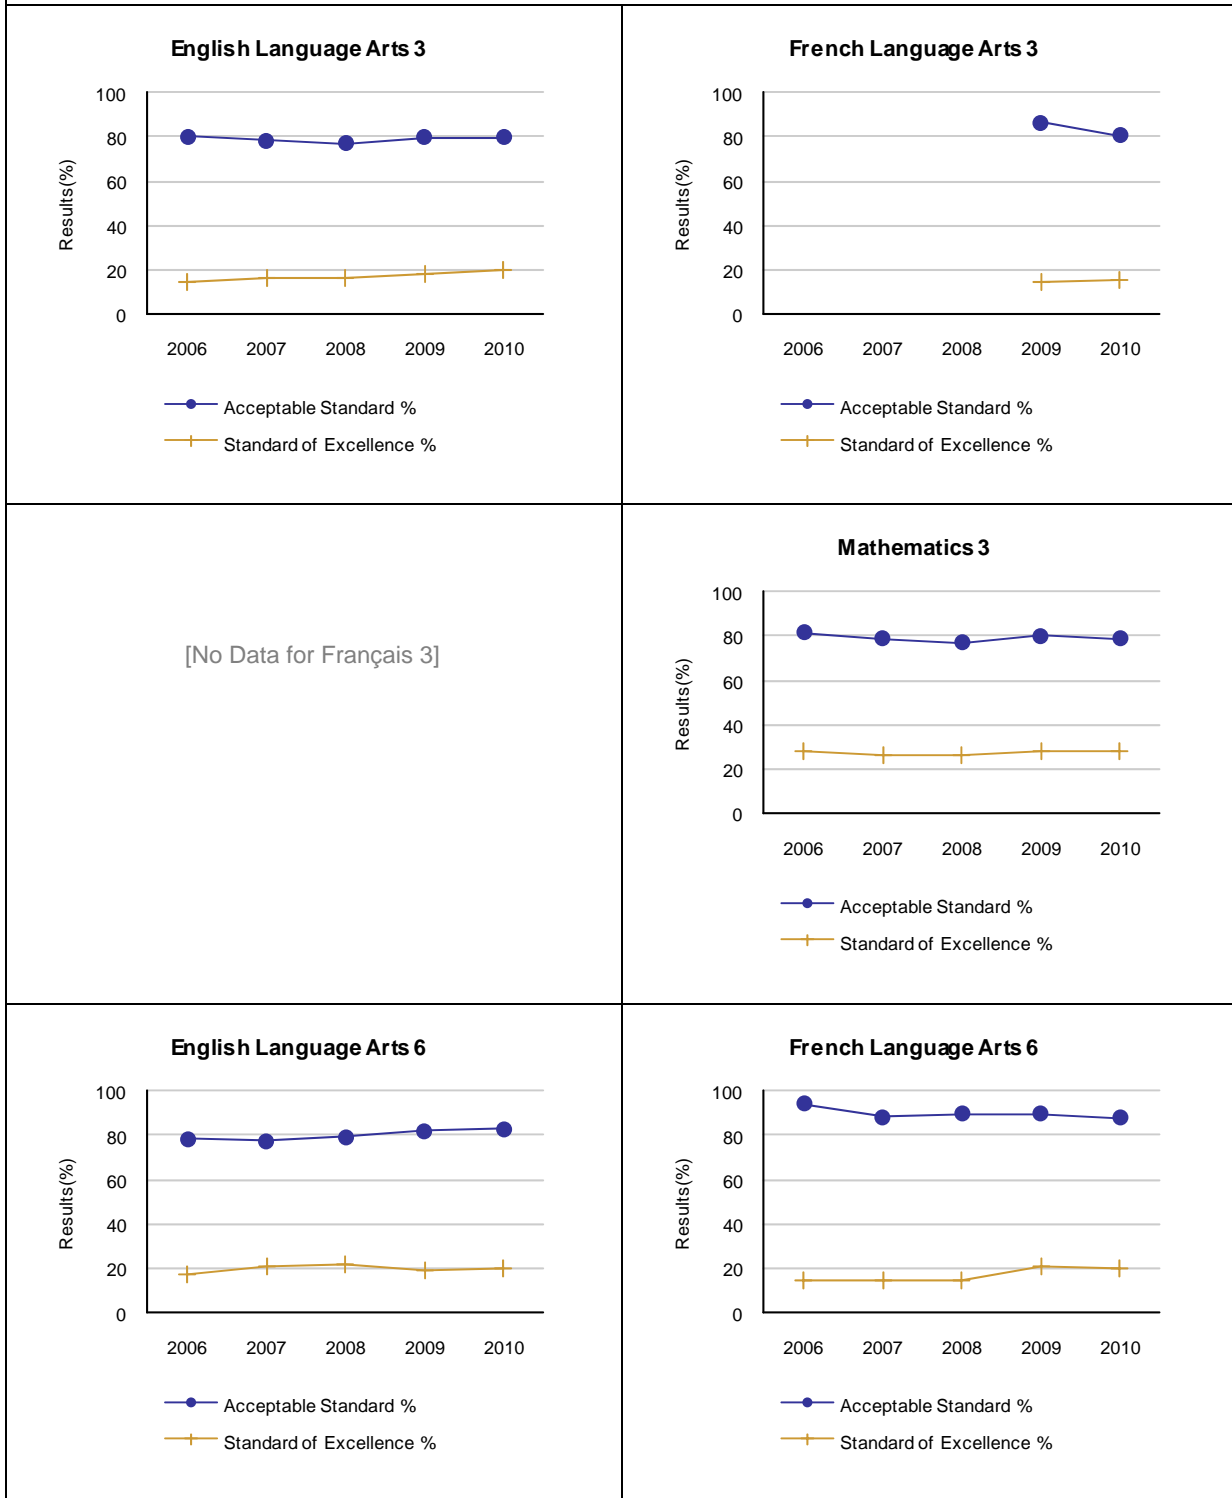 English Language Arts 3
100
80
60
40
20
0
Results(%)
2006 2007 2008 2009 2010
Acceptable Standard %
Standard of Excellence %
French Language Arts 3
100
80
60
40
20
0
Results(%)
2006 2007 2008 2009 2010
Acceptable Standard %
Standard of Excellence %
[No Data for Français 3]
Mathematics 3
100
80
60
40
20
0
Results(%)
2006 2007 2008 2009 2010
Acceptable Standard %
Standard of Excellence %
English Language Arts 6
100
80
60
40
20
0
Results(%)
2006 2007 2008 2009 2010
Acceptable Standard %
Standard of Excellence %
French Language Arts 6
100
80
60
40
20
0
Results(%)
2006 2007 2008 2009 2010
Acceptable Standard %
Standard of Excellence %